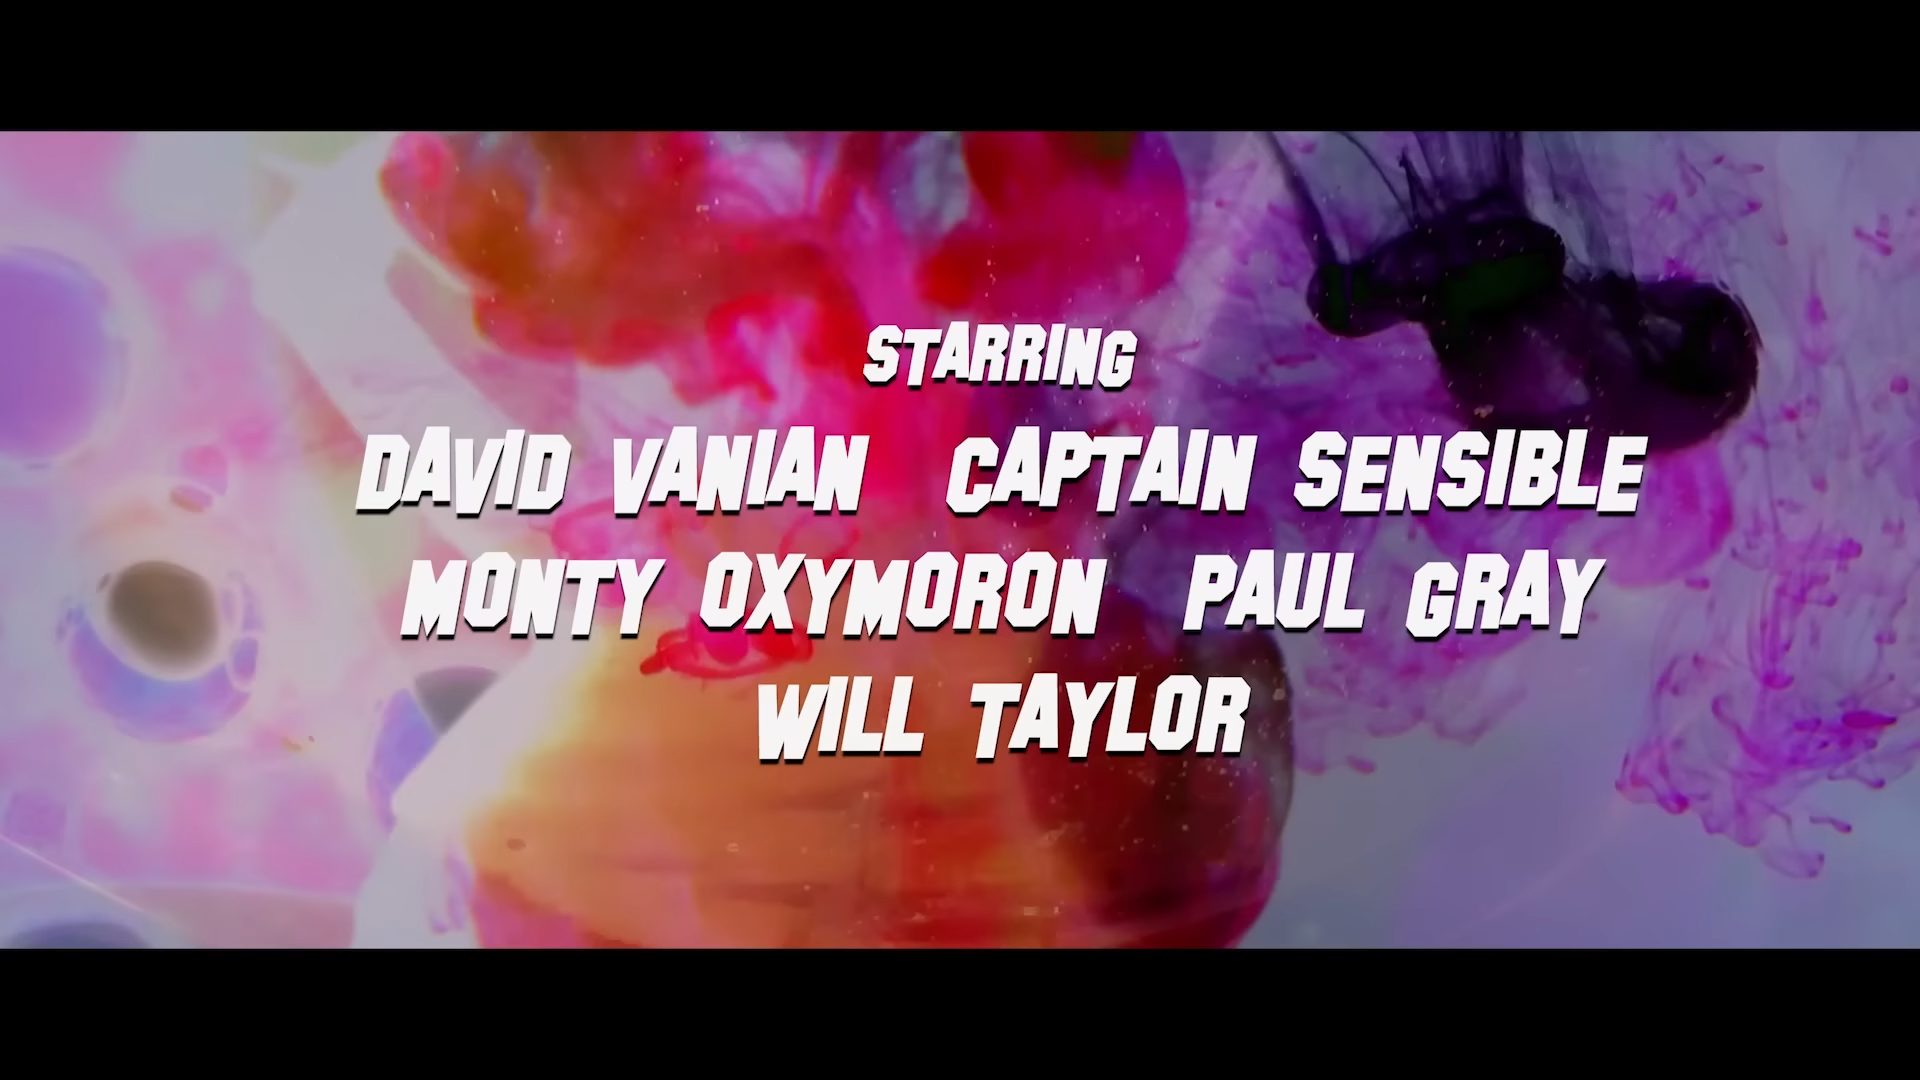 STARRING
DAVID VANIAN CAPTAIN SENSIBLE
MONTY OXYMORON PAUL GRAY
WILL TAYLOR